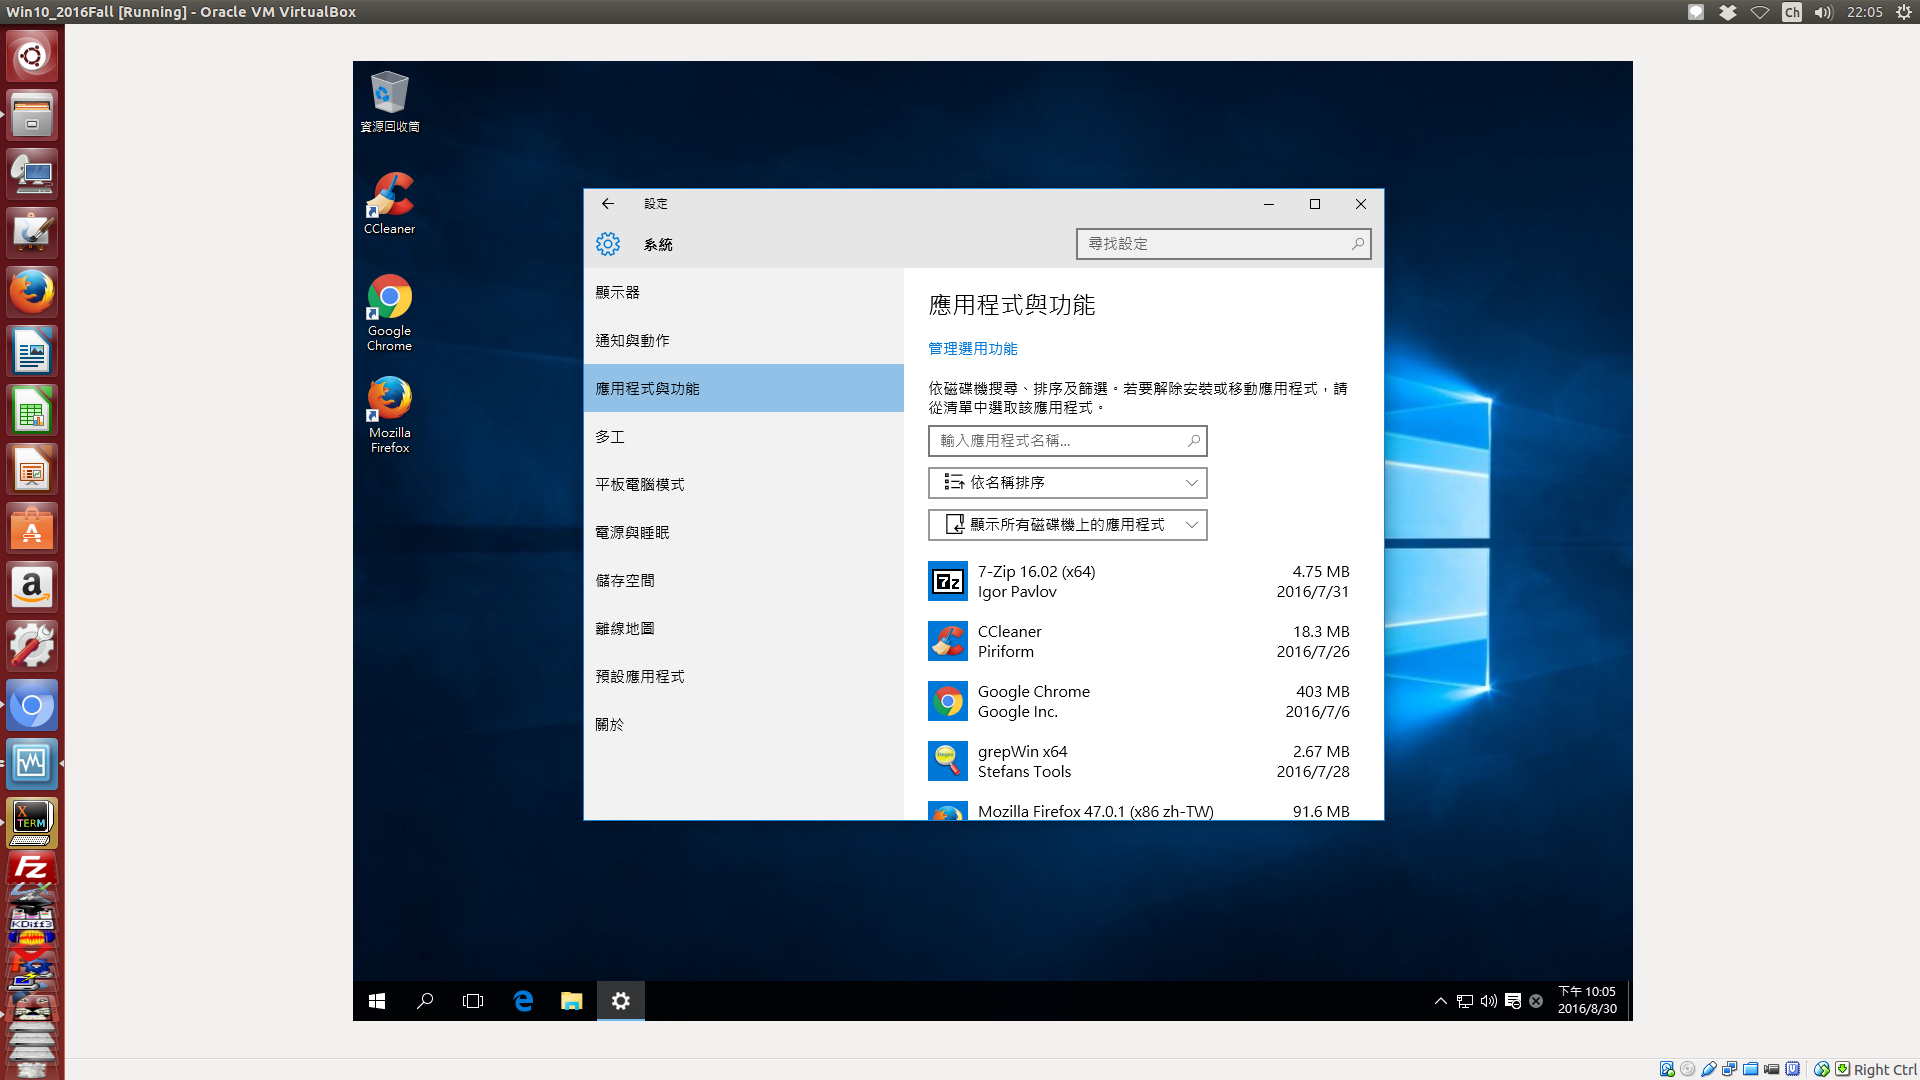 Win10_2016Fall [Running] - Oracle VM VirtualBox
Ch
22:05
資源回收筒
CCleaner
Google
Chrome
Mozilla
Firefox
設定
系統
尋找設定
顯示器
通知與動作
應用程式與功能
多工
平板電腦模式
電源與睡眠
儲存空間
離線地圖
預設應用程式
關於
應用程式與功能
管理選用功能
依磁碟機搜尋、排序及篩選。若要解除安裝或移動應用程式，請
從清單中選取該應用程式。
輸入應用程式名稱...
依名稱排序
顯示所有磁碟機上的應用程式
7z
7-Zip 16.02 (x64)
4.75 MB
Igor Pavlov
2016/7/31
CCleaner
18.3 MB
Piriform
2016/7/26
Google Chrome
403 MB
Google Inc.
2016/7/6
grepWin x64
2.67 MB
Stefans Tools
2016/7/28
Mozilla Firefox 47.0.1 (x86 zh-TW)
91.6 MB
X
TERM
Fz
KDiff3
下午 10:05
2016/8/30
Right Ctrl